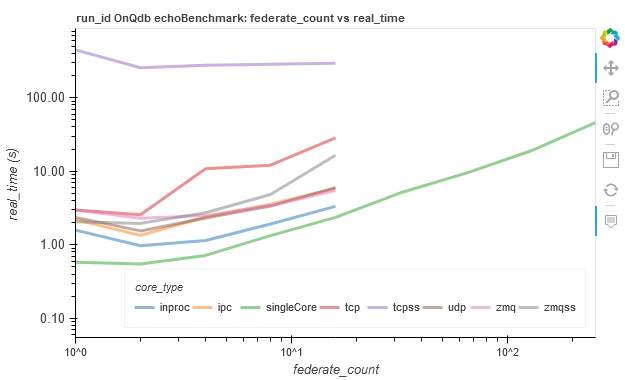 run_id OnQdb echoBenchmark: federate_count vs real_time
real_time (s)
100.00
10.00
1.00
0.10
core_type
inproc ipc singleCore tcp tcpss udp zmq zmqss
10^0 10^1 10^2
federate_count